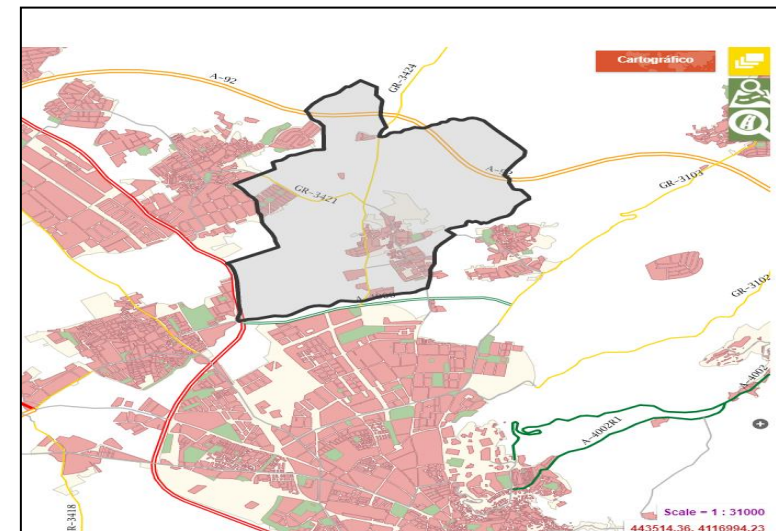 Cartográfico
A-92
GR-3424
A-92
GR-3103
GR-3421
GR-3102
A-4002
A-4002R1
GR-3418
Scale = 1 : 31000
443514.36, 4116994.23